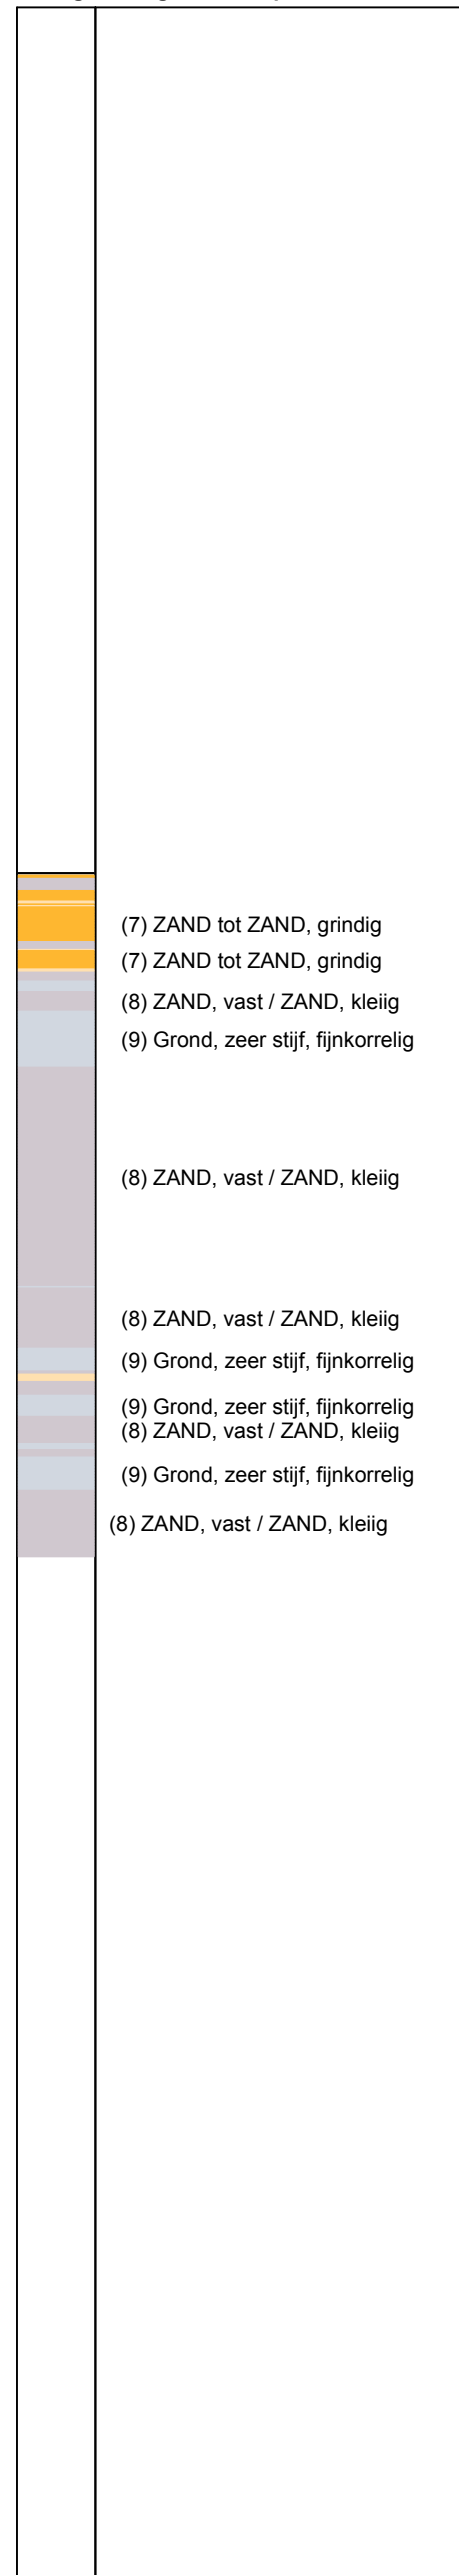 (7) ZAND tot ZAND, grindig
(7) ZAND tot ZAND, grindig
(8) ZAND, vast / ZAND, kleiig
(9) Grond, zeer stijf, fijnkorrelig
(8) ZAND, vast / ZAND, kleiig
(8) ZAND, vast / ZAND, kleiig
(9) Grond, zeer stijf, fijnkorrelig
(9) Grond, zeer stijf, fijnkorrelig
(8) ZAND, vast / ZAND, kleiig
(9) Grond, zeer stijf, fijnkorrelig
(8) ZAND, vast / ZAND, kleiig